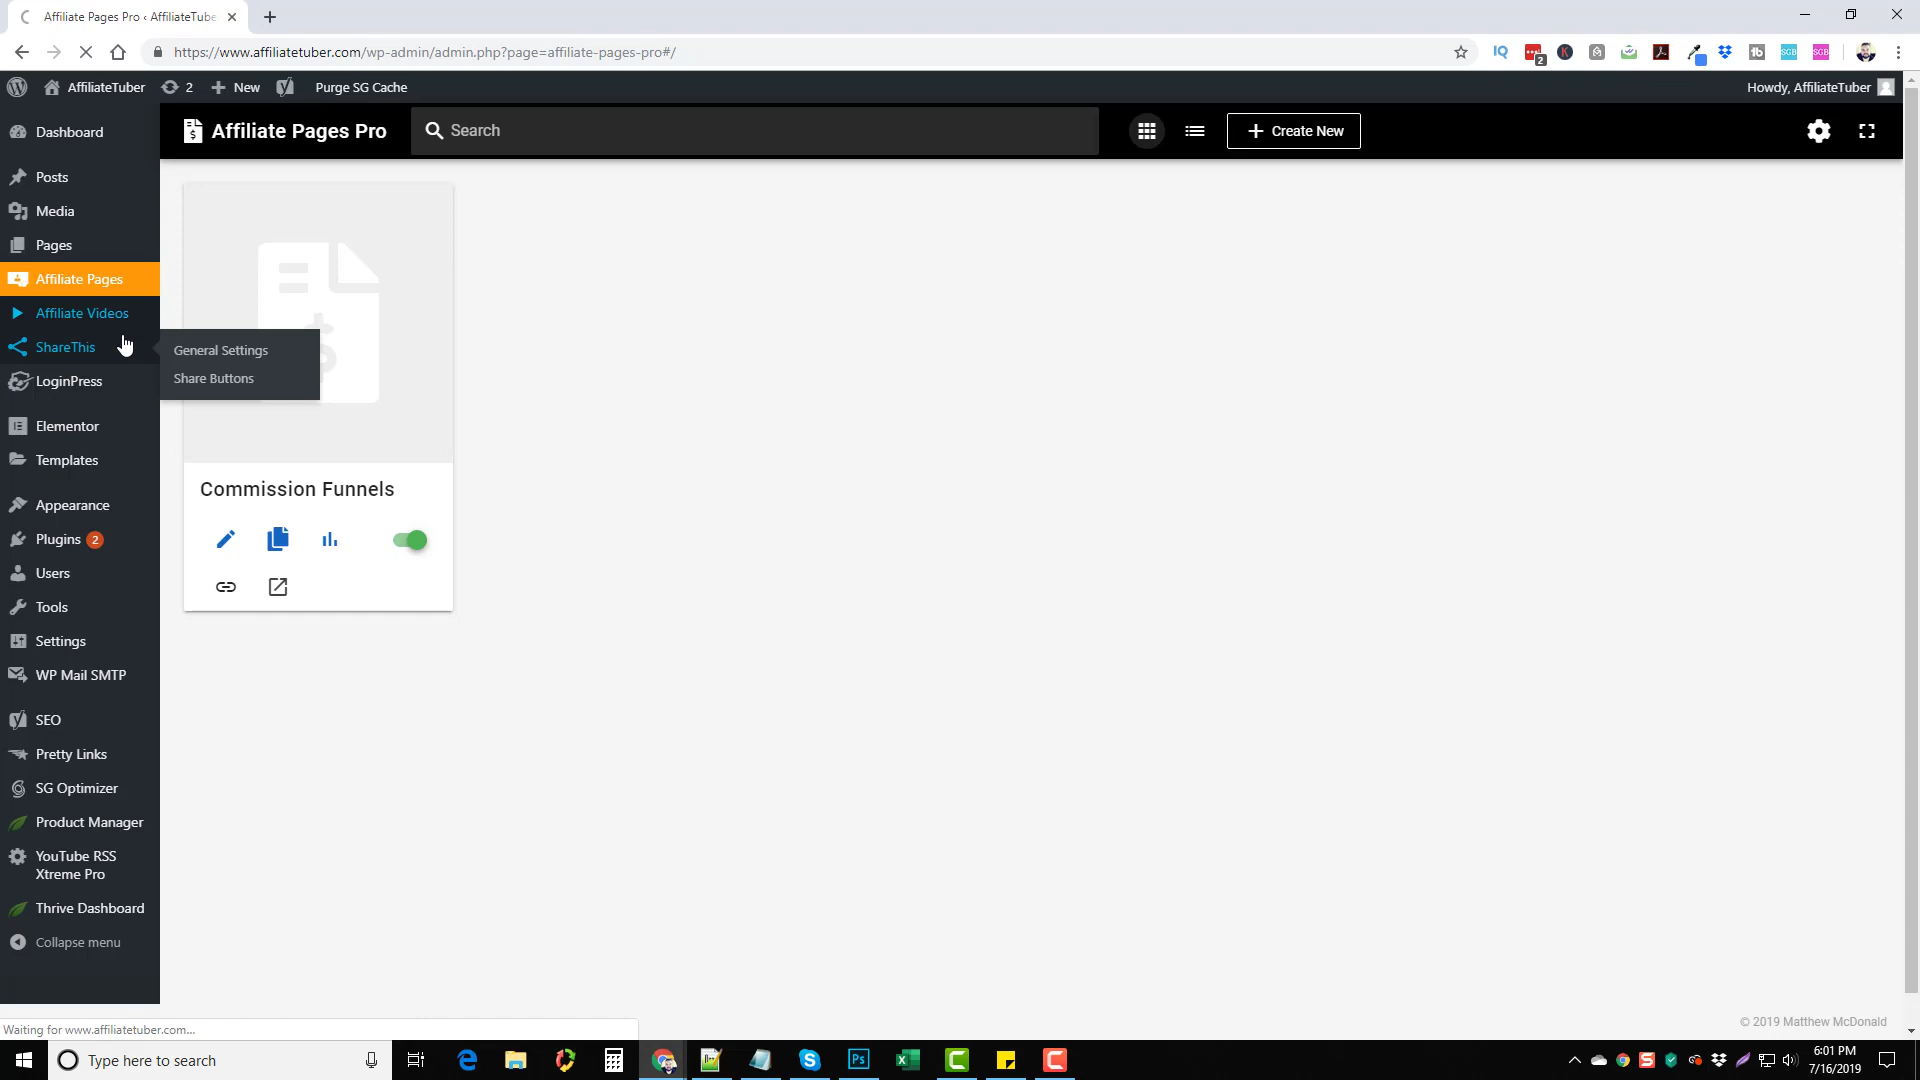 Affiliate Pages Pro ‹ AffiliateTube
https://www.affiliatetuber.com/wp-admin/admin.php?page=affiliate-pages-pro#/
2
AffiliateTuber
2
New
Purge SG Cache
Howdy, AffiliateTuber
Affiliate Pages Pro
Search
Create New
Dashboard
Posts
Media
Pages
Affiliate Pages
Affiliate Videos
ShareThis
LoginPress
Elementor
Templates
Appearance
Plugins 2
Users
Tools
Settings
WP Mail SMTP
SEO
Pretty Links
SG Optimizer
Product Manager
YouTube RSS
Xtreme Pro
Thrive Dashboard
Collapse menu
General Settings
Share Buttons
Commission Funnels
© 2019 Matthew McDonald
Waiting for www.affiliatetuber.com...
Type here to search
6:01 PM
7/16/2019